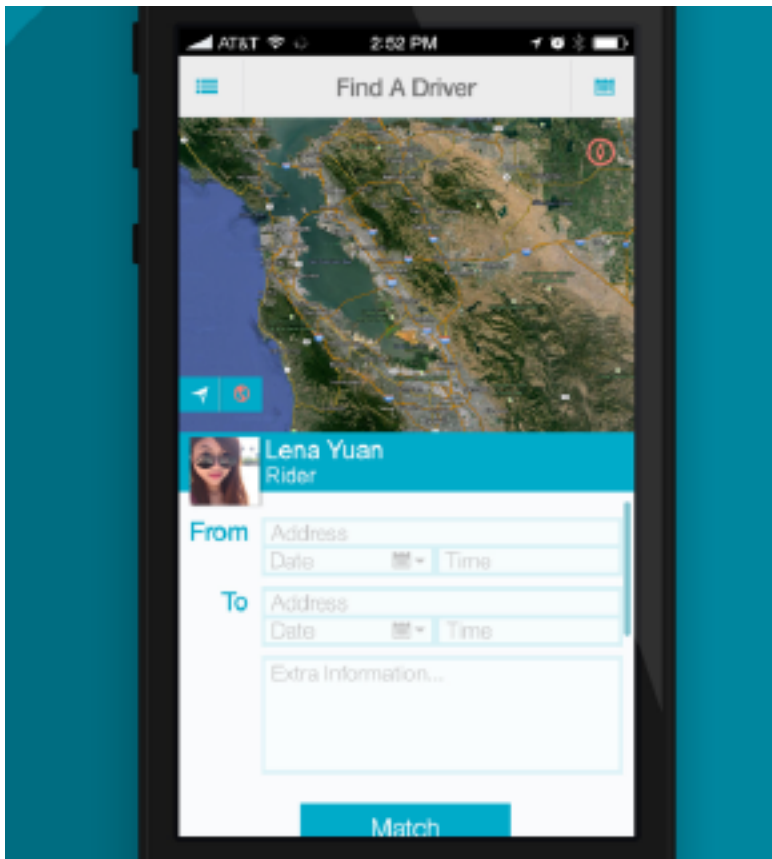 AT&T 2:52 PM
Find A Driver
Lena Yuan
Rider
From Address
Date Time
To Address
Date Time
Extra Information...
Match